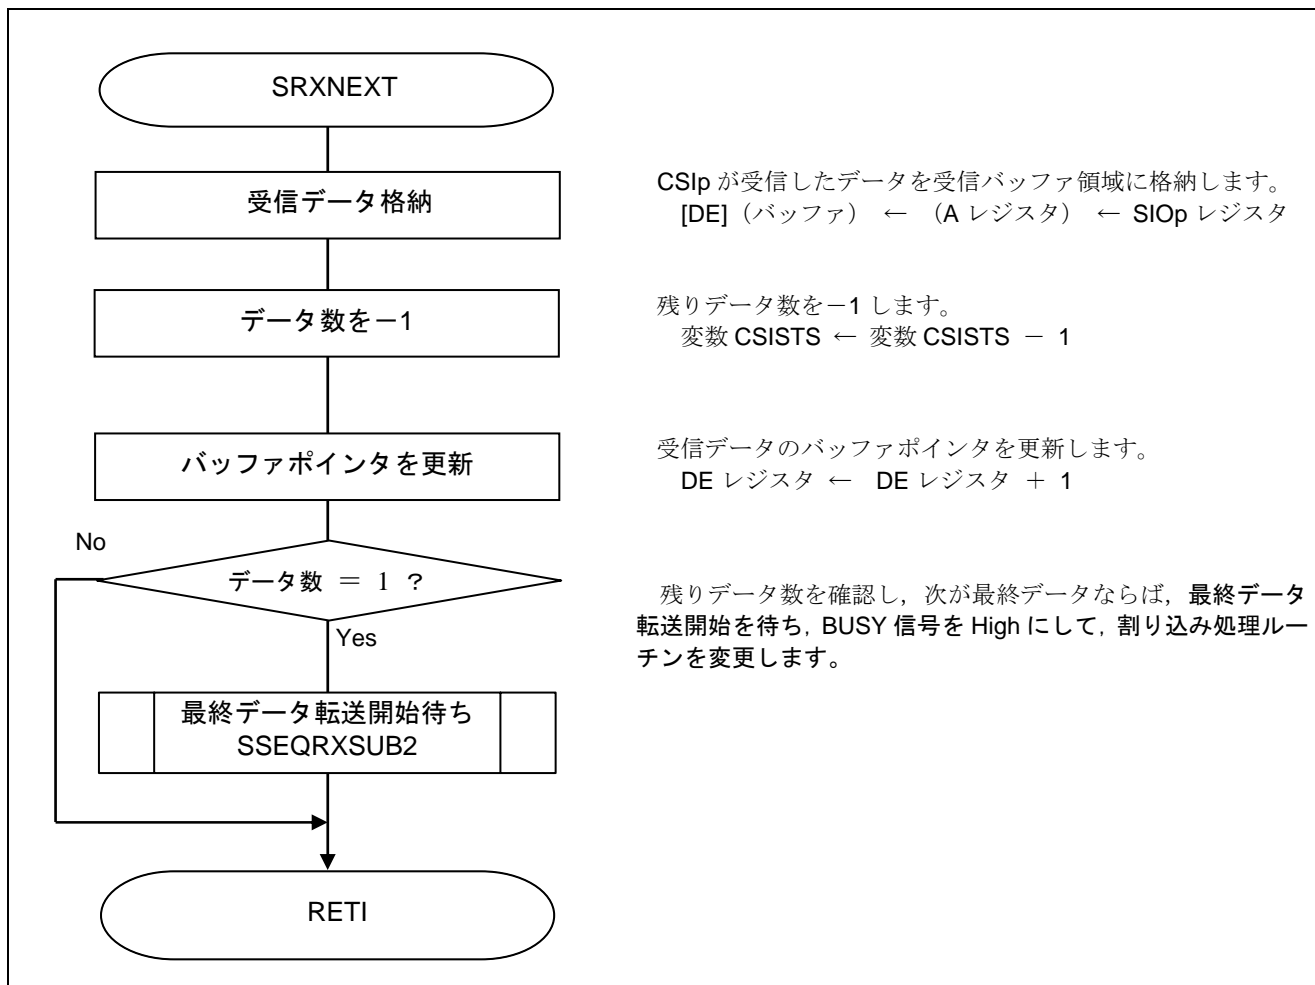 SRXNEXT
受信データ格納
CSIp が受信したデータを受信バッファ領域に格納します。
[DE]（バッファ） ← （A レジスタ） ← SIOp レジスタ
データ数を－1
残りデータ数を－1 します。
変数 CSISTS ← 変数 CSISTS － 1
バッファポインタを更新
受信データのバッファポインタを更新します。
DE レジスタ ← DE レジスタ ＋ 1
No
データ数 ＝ 1 ？
Yes
残りデータ数を確認し，次が最終データならば，最終データ
転送開始を待ち，BUSY 信号を High にして，割り込み処理ルー
チンを変更します。
最終データ転送開始待ち
SSEQRXSUB2
RETI